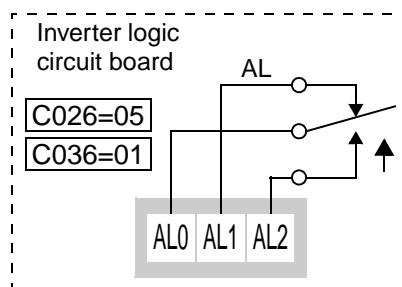 Inverter logic
circuit board
AL
C026=05
C036=01
AL0 AL1 AL2